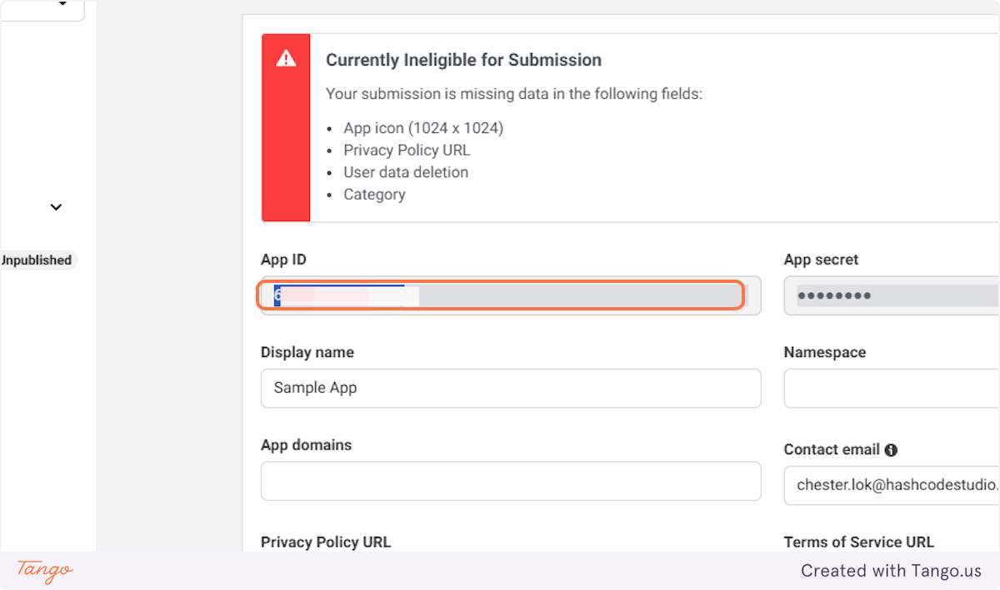 Currently Ineligible for Submission
Your submission is missing data in the following fields:
• App icon (1024 x 1024)
• Privacy Policy URL
• User data deletion
• Category
Unpublished
App ID
App secret
6
••••••••
Display name
Namespace
Sample App
App domains
Contact email
chester.lok@hashcodestudio.
Privacy Policy URL
Terms of Service URL
Tango
Created with Tango.us